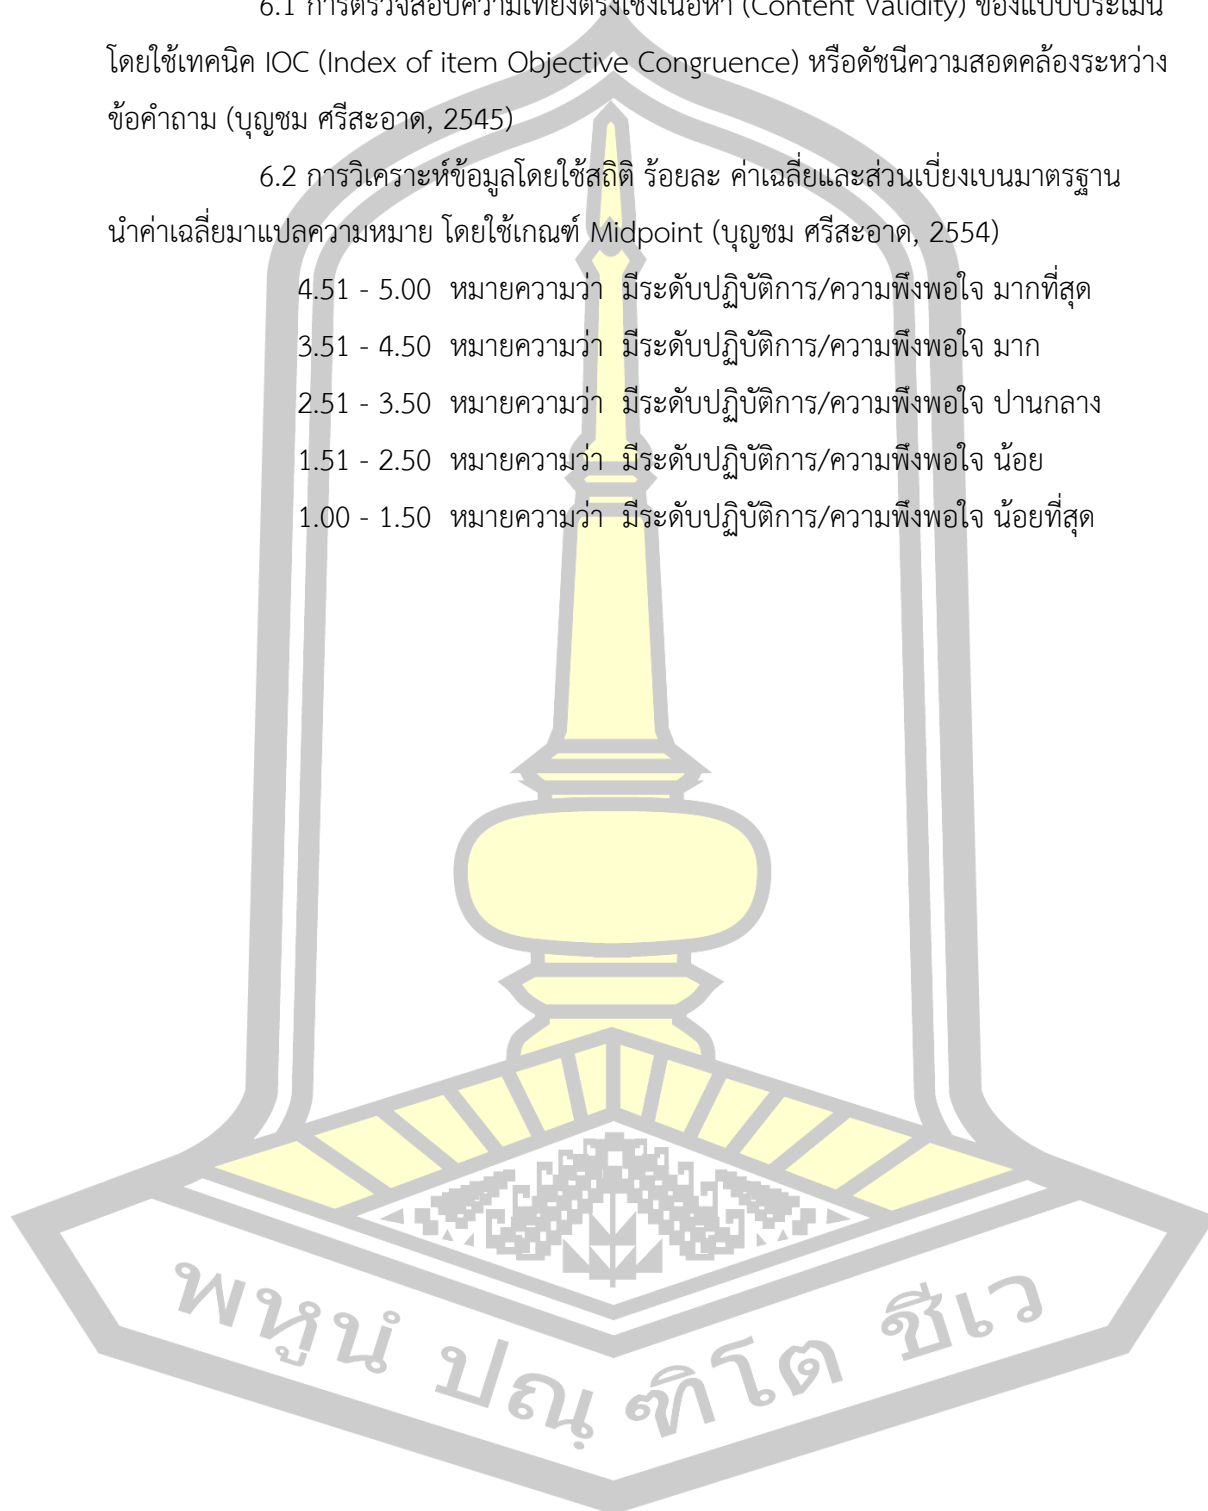 6.1 การตรวจสอบความเที่ยงตรงเชิงเนื้อหา (Content Validity) ของแบบประเมิน
โดยใช้เทคนิค IOC (Index of item Objective Congruence) หรือดัชนีความสอดคล้องระหว่าง
ข้อคำถาม (บุญชม ศรีสะอาด, 2545)
6.2 การวิเคราะห์ข้อมูลโดยใช้สถิติ ร้อยละ ค่าเฉลี่ยและส่วนเบี่ยงเบนมาตรฐาน
นำค่าเฉลี่ยมาแปลความหมาย โดยใช้เกณฑ์ Midpoint (บุญชม ศรีสะอาด, 2554)
4.51 - 5.00 หมายความว่า มีระดับปฏิบัติการ/ความพึงพอใจ มากที่สุด
3.51 - 4.50 หมายความว่า มีระดับปฏิบัติการ/ความพึงพอใจ มาก
2.51 - 3.50 หมายความว่า มีระดับปฏิบัติการ/ความพึงพอใจ ปานกลาง
1.51 - 2.50 หมายความว่า มีระดับปฏิบัติการ/ความพึงพอใจ น้อย
1.00 - 1.50 หมายความว่า มีระดับปฏิบัติการ/ความพึงพอใจ น้อยที่สุด
พหูนํ ปณฺ ฑิโต ชีเว